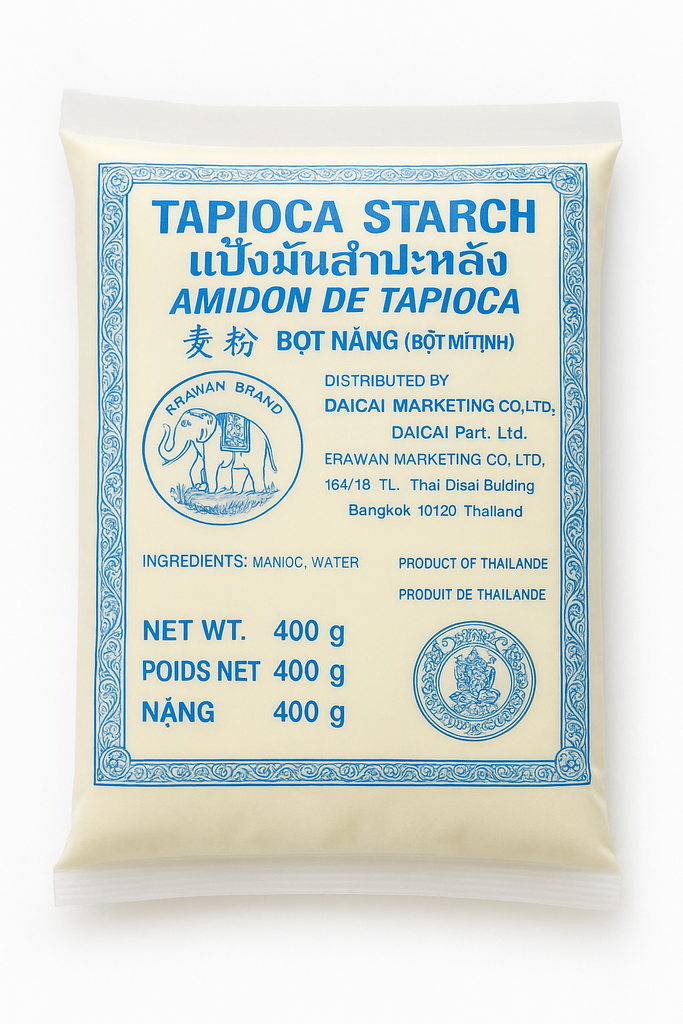 TAPIOCA STARCH
แป้งมันสำปะหลัง
AMIDON DE TAPIOCA
麦粉 BỌT NĂNG (BỘT MÍTỊNH)
RRAWAN BRAND
DISTRIBUTED BY
DAICAI MARKETING CO,LTD.
DAICAI Part. Ltd.
ERAWAN MARKETING CO, LTD,
164/18 TL. Thai Disai Bulding
Bangkok 10120 Thalland
INGREDIENTS: MANIOC, WATER
PRODUCT OF THAILANDE
PRODUIT DE THAILANDE
NET WT. 400 g
POIDS NET 400 g
NẶNG 400 g